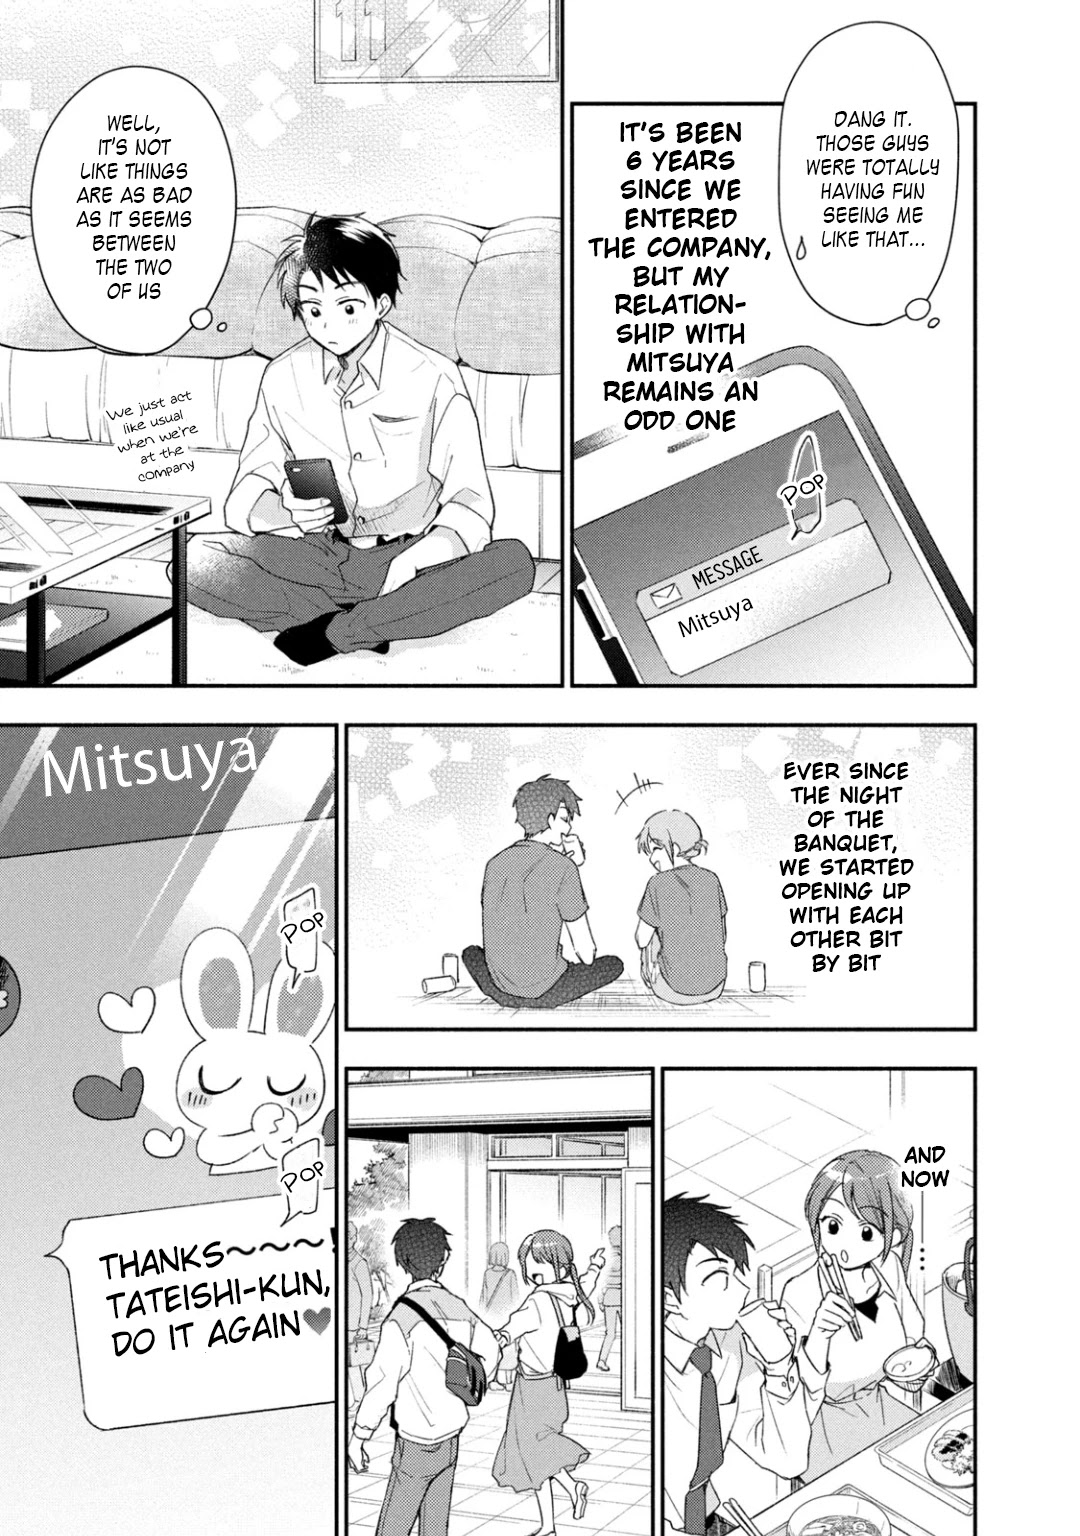 DANG IT.
THOSE GUYS
WERE TOTALLY
HAVING FUN
SEEING ME
LIKE THAT...
IT'S BEEN
6 YEARS
SINCE WE
ENTERED
THE COMPANY,
BUT MY
RELATION-
SHIP WITH
MITSUYA
REMAINS AN
ODD ONE
POP
MESSAGE
Mitsuya
11
WELL,
IT'S NOT
LIKE THINGS
ARE AS BAD
AS IT SEEMS
BETWEEN
THE TWO
OF US
We just act
like usual
when we're
at the
company
EVER SINCE
THE NIGHT
OF THE
BANQUET,
WE STARTED
OPENING UP
WITH EACH
OTHER BIT
BY BIT
Mitsuya
POP
POP
THANKS~~~~!
TATEISHI-KUN,
DO IT AGAIN♥
AND
NOW
...